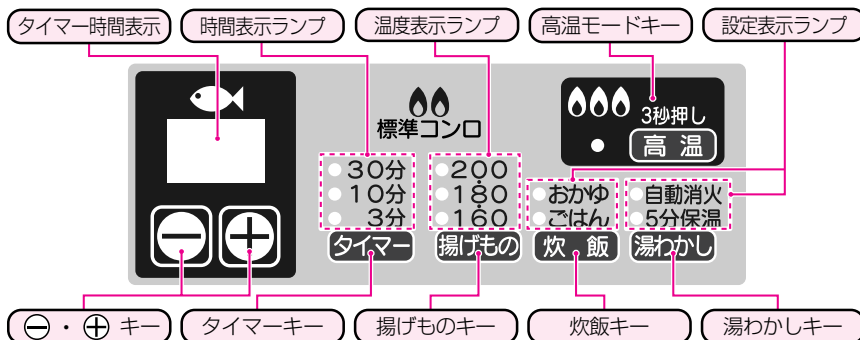 タイマー時間表示 時間表示ランプ 温度表示ランプ 高温モードキー 設定表示ランプ
標準コンロ
3秒押し
高温
30分 200
10分 180 おかゆ 自動消火
3分 160 ごはん 5分保温
タイマー 揚げもの 炊飯 湯わかし
⊖・⊕キー タイマーキー 揚げものキー 炊飯キー 湯わかしキー